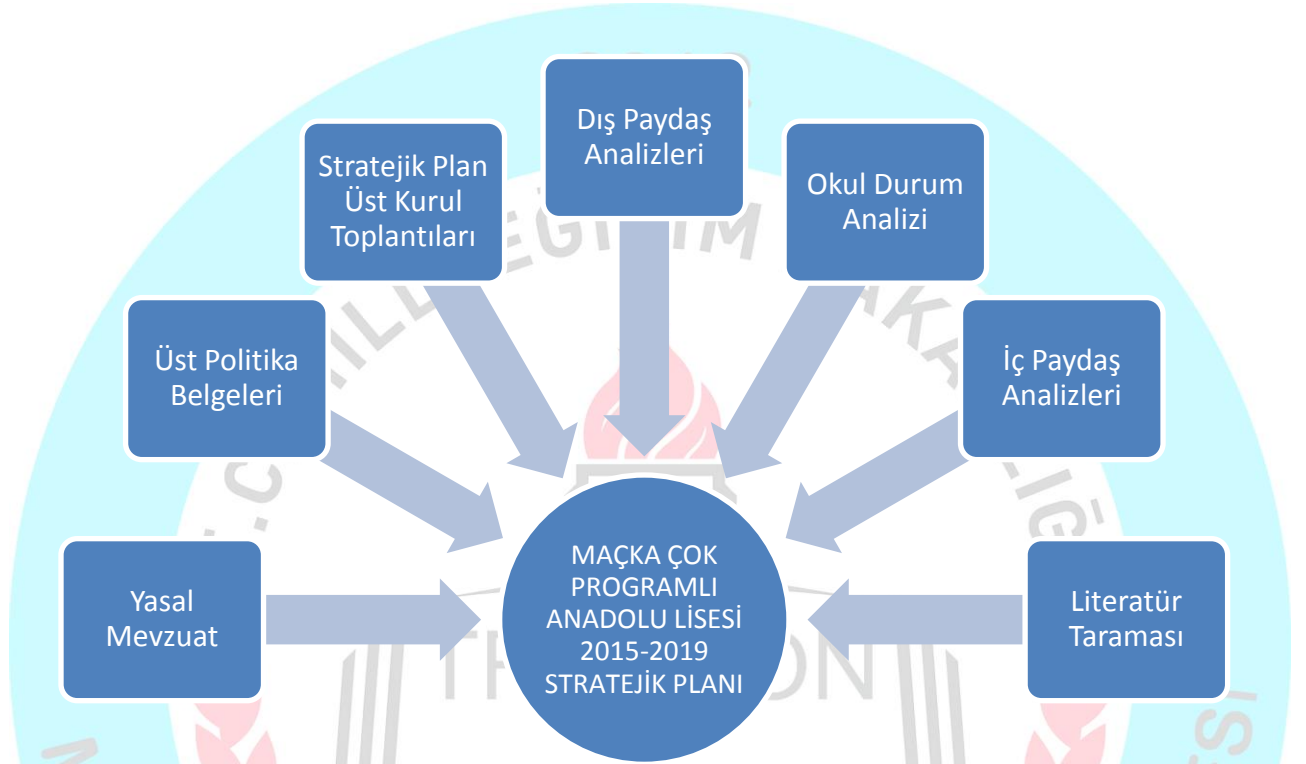 Dış Paydaş
Analizleri
Stratejik Plan
Üst Kurul
Toplantıları
Okul Durum
Analizi
Üst Politika
Belgeleri
İç Paydaş
Analizleri
Yasal
Mevzuat
Literatür
Taraması
MAÇKA ÇOK
PROGRAMLI
ANADOLU LİSESİ
2015-2019
STRATEJİK PLANI